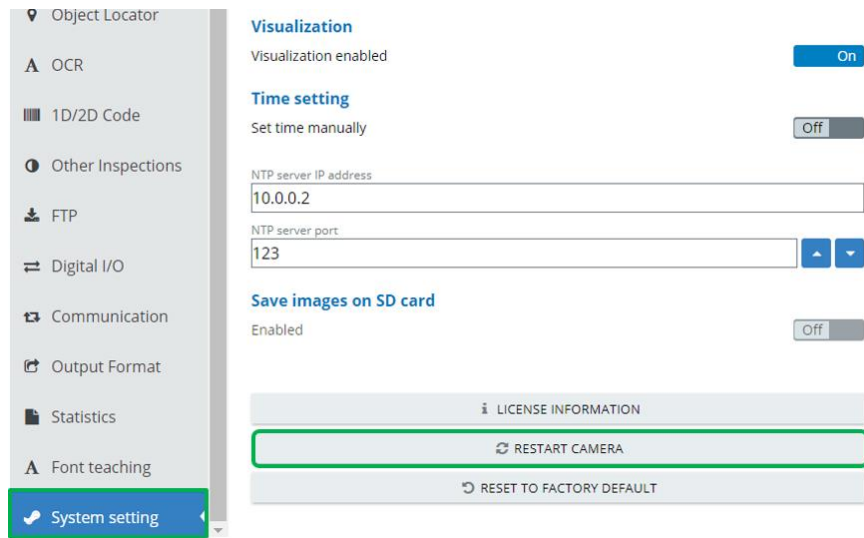 Object Locator
OCR
1D/2D Code
Other Inspections
FTP
Digital I/O
Communication
Output Format
Statistics
Font teaching
System setting
Visualization
Visualization enabled
On
Time setting
Set time manually
Off
NTP server IP address
10.0.0.2
NTP server port
123
Save images on SD card
Enabled
Off
LICENSE INFORMATION
RESTART CAMERA
RESET TO FACTORY DEFAULT